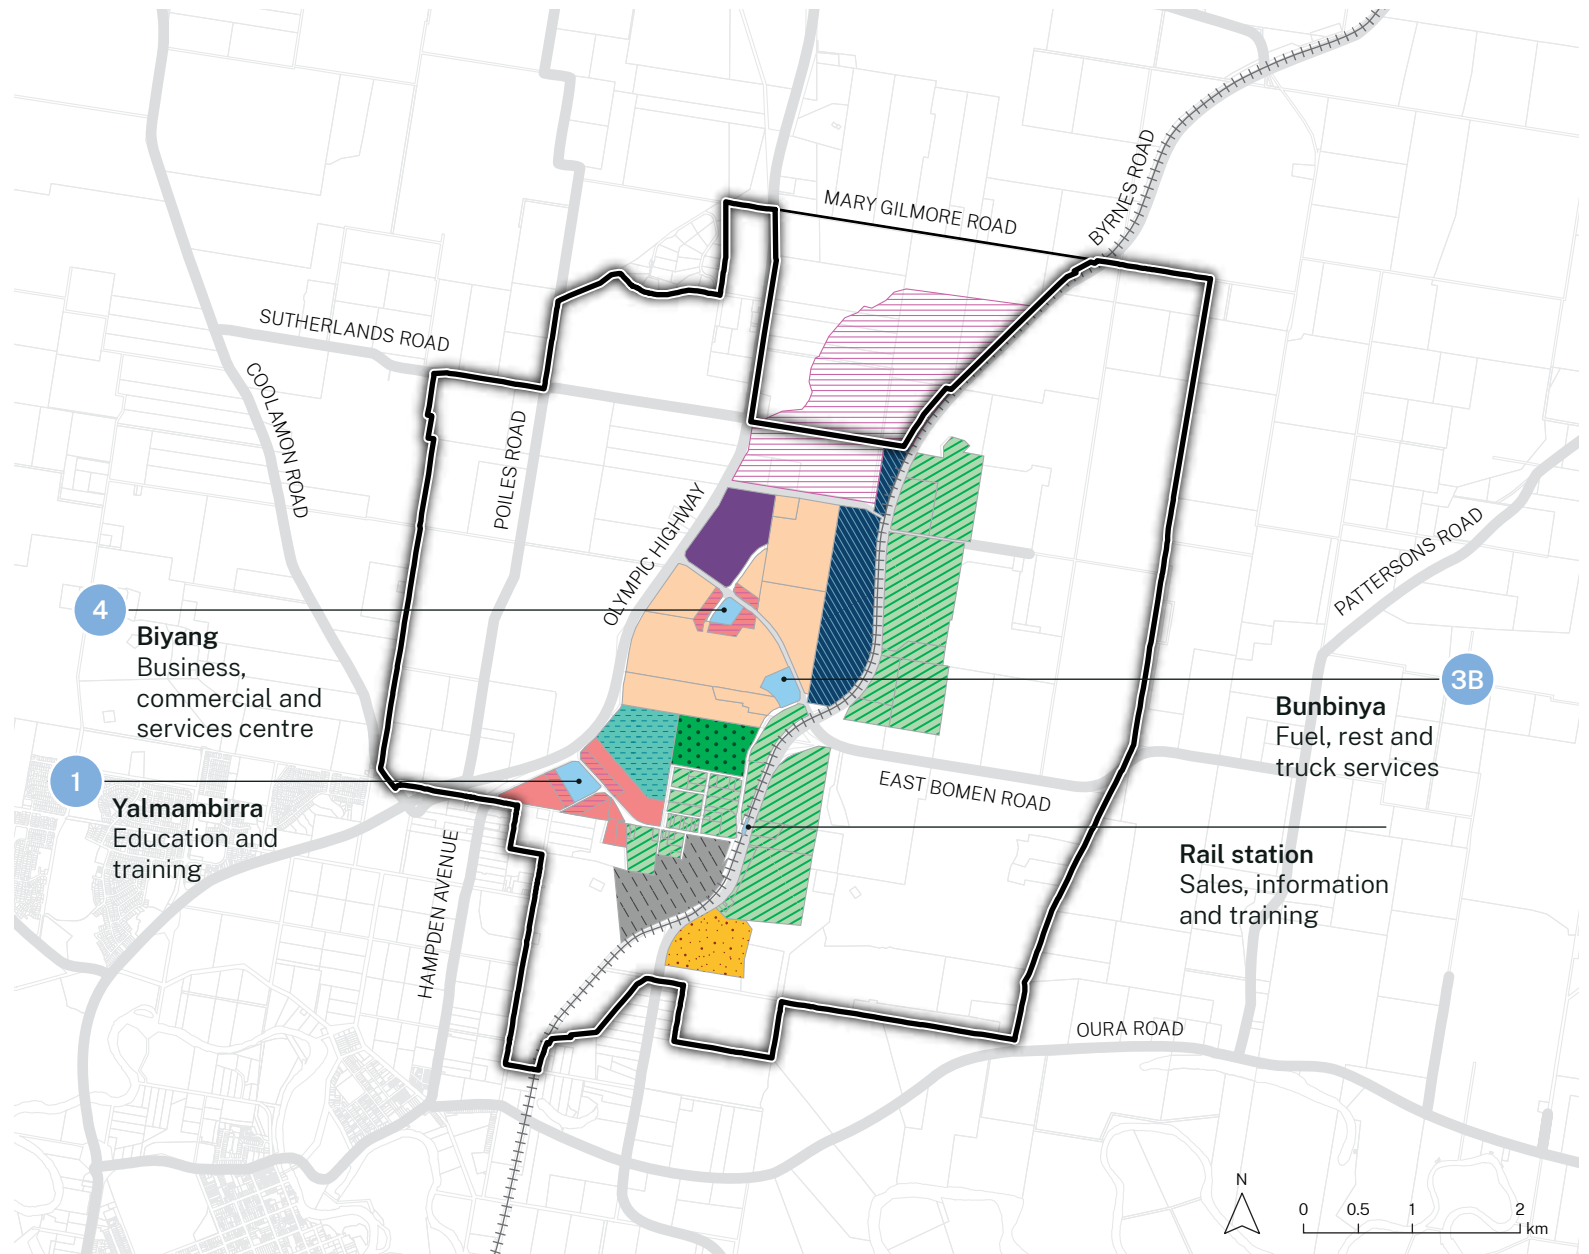 MARY GILMORE ROAD
BYRNES ROAD
SUTHERLANDS ROAD
COOLAMON ROAD
POILES ROAD
OLYMPIC HIGHWAY
PATTERSONS ROAD
4
Biyang
Business,
commercial and
services centre
3B
Bunbinya
Fuel, rest and
truck services
1
Yalmambirra
Education and
training
EAST BOMEN ROAD
HAMPDEN AVENUE
Rail station
Sales, information
and training
OURA ROAD
N
0 0.5 1 2
km